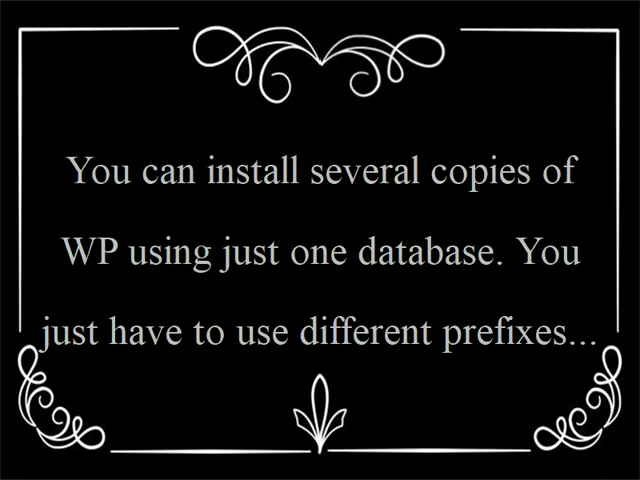 You can install several copies of
WP using just one database. You
just have to use different prefixes...